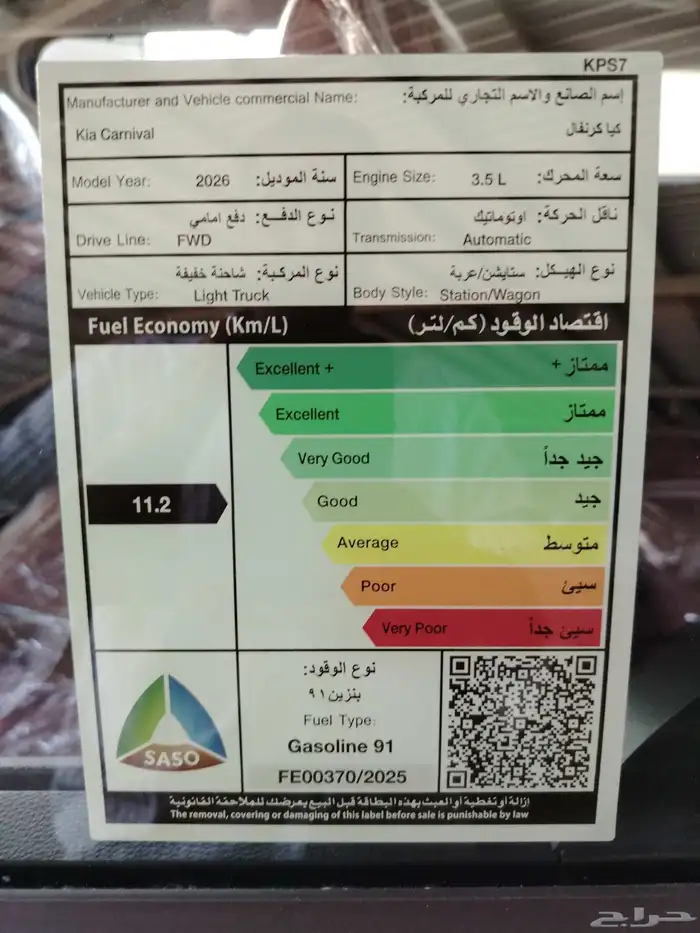 KPS7
Manufacturer and Vehicle commercial Name: إسم الصانع والاسم التجاري للمركبة:
Kia Carnival كيا كرنفال
Model Year: 2026 سنة الموديل:
Engine Size: 3.5 L سعة المحرك:
نوع الدفع: دفع امامي
Drive Line: FWD
ناقل الحركة: اوتوماتيك
Transmission: Automatic
نوع المركبة: شاحنة خفيفة
Vehicle Type: Light Truck
نوع الهيكل: ستايشن/عربة
Body Style: Station/Wagon
Fuel Economy (Km/L) اقتصاد الوقود (كم/لتر)
Excellent + ممتاز +
Excellent ممتاز
Very Good جيد جداً
11.2
Good جيد
Average متوسط
Poor سيئ
Very Poor سيئ جداً
SASO
نوع الوقود:
بنزين ٩١
Fuel Type:
Gasoline 91
FE00370/2025
إزالة أو تغطية أو العبث بهذه البطاقة قبل البيع يعرضك للملاحقة القانونية
The removal, covering or damaging of this label before sale is punishable by law
حراج